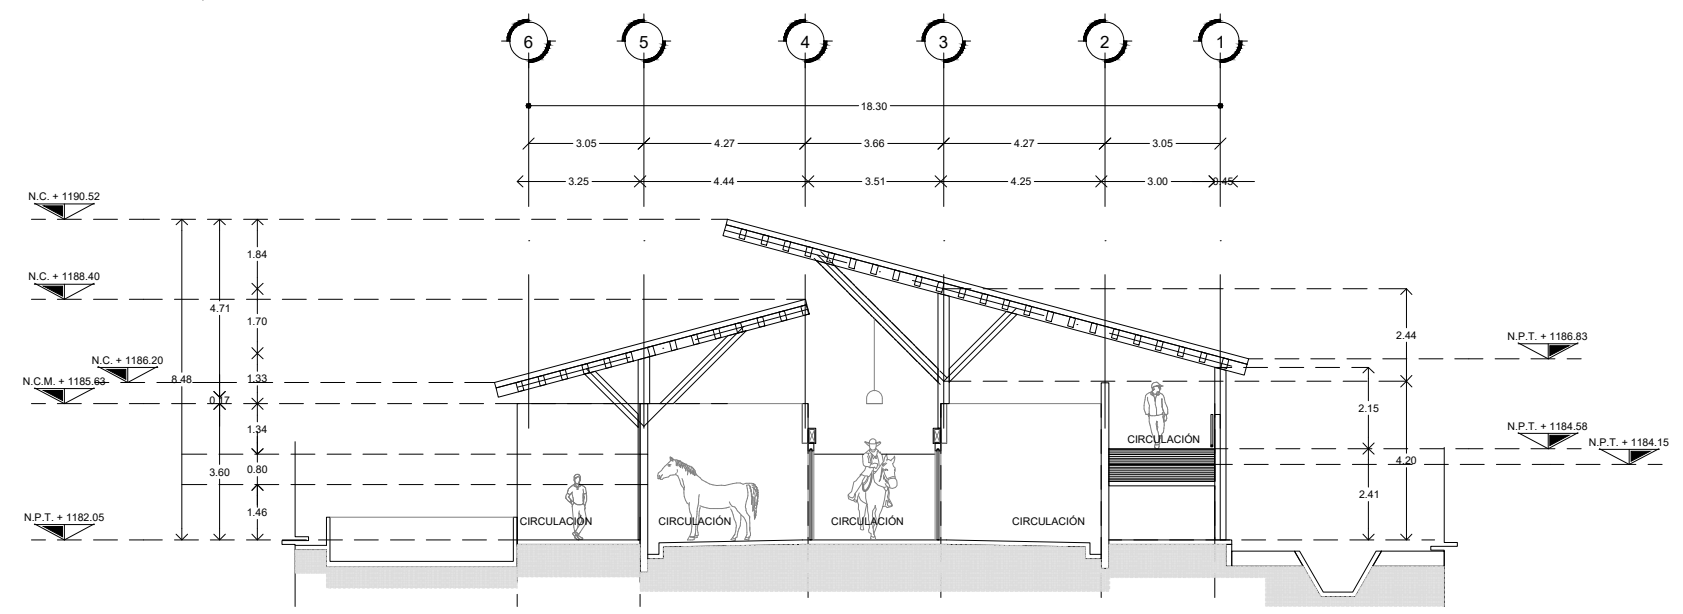 6 5 4 3 2 1
18.30
3.05 4.27 3.66 4.27 3.05
3.25 4.44 3.51 4.25 3.00 0.45
N.C. + 1190.52
1.84
N.C. + 1188.40
4.71
1.70
2.44
N.P.T. + 1186.83
N.C. + 1186.20
N.C.M. + 1185.63
8.48
1.33
0.17
2.15
1.34
N.P.T. + 1184.58
CIRCULACIÓN
N.P.T. + 1184.15
4.20
3.60
0.80
2.41
1.46
N.P.T. + 1182.05
CIRCULACIÓN CIRCULACIÓN CIRCULACIÓN CIRCULACIÓN